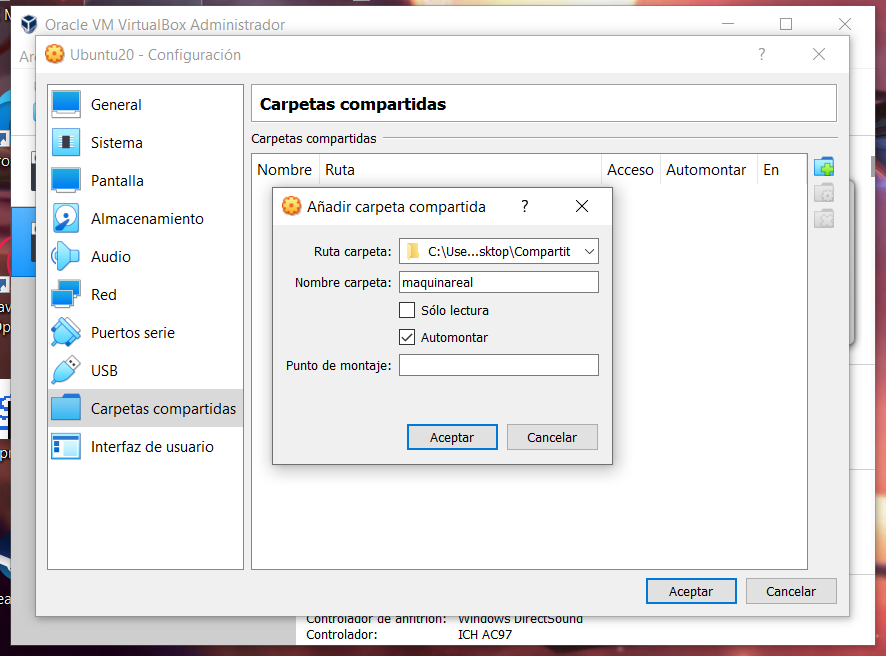 Oracle VM VirtualBox Administrador
Ubuntu20 - Configuración
?
General
Sistema
Pantalla
Almacenamiento
Audio
Red
Puertos serie
USB
Carpetas compartidas
Interfaz de usuario
Carpetas compartidas
Carpetas compartidas
Nombre Ruta Acceso Automontar En
Añadir carpeta compartida ?
Ruta carpeta: C:\Use...sktop\Compartit
Nombre carpeta: maquinareal
Sólo lectura
Automontar
Punto de montaje:
Aceptar Cancelar
Aceptar Cancelar
Controlador de anfitrión: Windows DirectSound
Controlador: ICH AC97